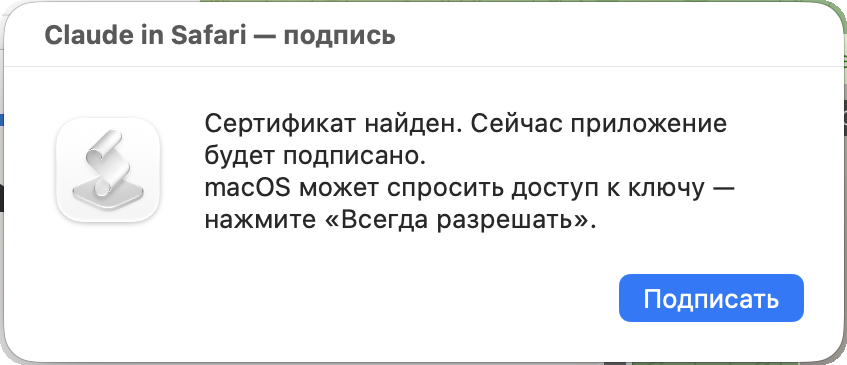 Claude in Safari — подпись
Сертификат найден. Сейчас приложение
будет подписано.
macOS может спросить доступ к ключу —
нажмите «Всегда разрешать».
Подписать